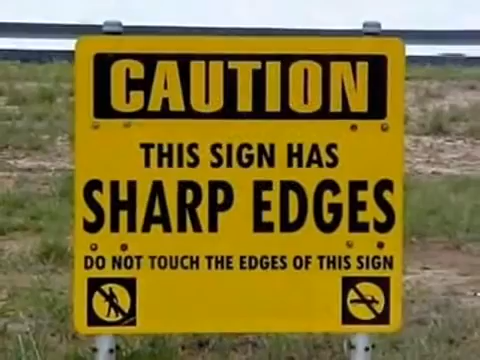 CAUTION
THIS SIGN HAS
SHARP EDGES
DO NOT TOUCH THE EDGES OF THIS SIGN